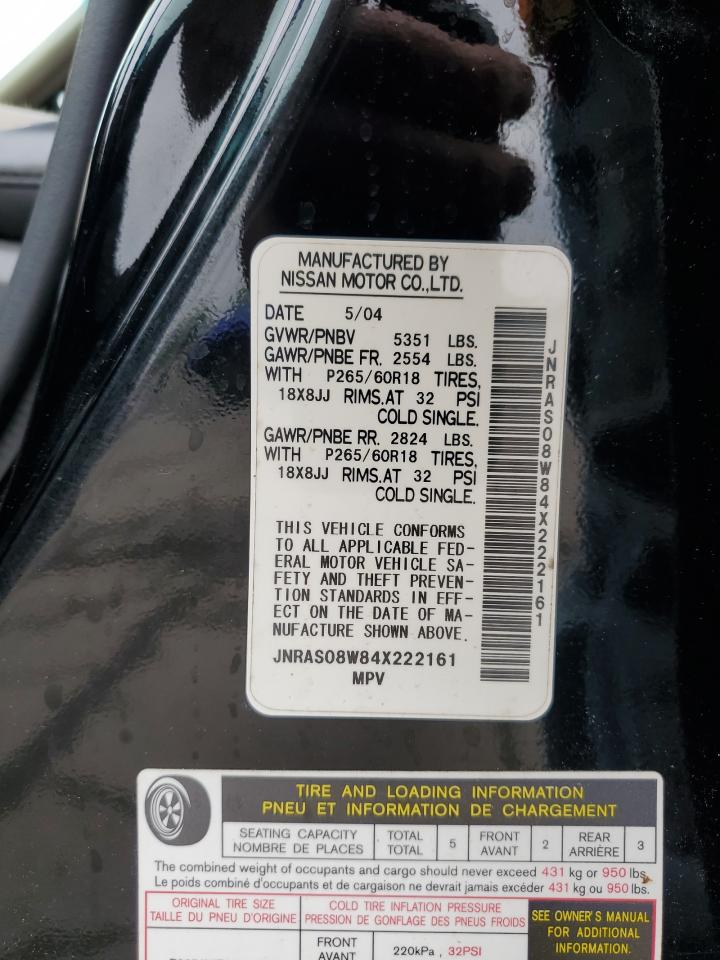 MANUFACTURED BY
NISSAN MOTOR CO.,LTD.
DATE 5/04
GVWR/PNBV 5351 LBS.
GAWR/PNBE FR. 2554 LBS.
WITH P265/60R18 TIRES,
18X8JJ RIMS.AT 32 PSI
COLD SINGLE.
GAWR/PNBE RR. 2824 LBS.
WITH P265/60R18 TIRES,
18X8JJ RIMS.AT 32 PSI
COLD SINGLE.
THIS VEHICLE CONFORMS
TO ALL APPLICABLE FED-
ERAL MOTOR VEHICLE SA-
FETY AND THEFT PREVEN-
TION STANDARDS IN EFF-
ECT ON THE DATE OF MA-
NUFACTURE SHOWN ABOVE.
JNRAS08W84X222161
MPV
JNRAS08W84X222161
TIRE AND LOADING INFORMATION
PNEU ET INFORMATION DE CHARGEMENT
SEATING CAPACITY TOTAL 5 FRONT 2 REAR 3
NOMBRE DE PLACES TOTAL AVANT ARRIÈRE
The combined weight of occupants and cargo should never exceed 431 kg or 950 lbs.
Le poids combiné d'occupants et de cargaison ne devrait jamais excéder 431 kg ou 950 lbs.
ORIGINAL TIRE SIZE COLD TIRE INFLATION PRESSURE
TAILLE DU PNEU D'ORIGINE PRESSION DE GONFLAGE DES PNEUS FROIDS
SEE OWNER'S MANUAL
FOR ADDITIONAL
INFORMATION.
FRONT
AVANT 220kPa , 32PSI